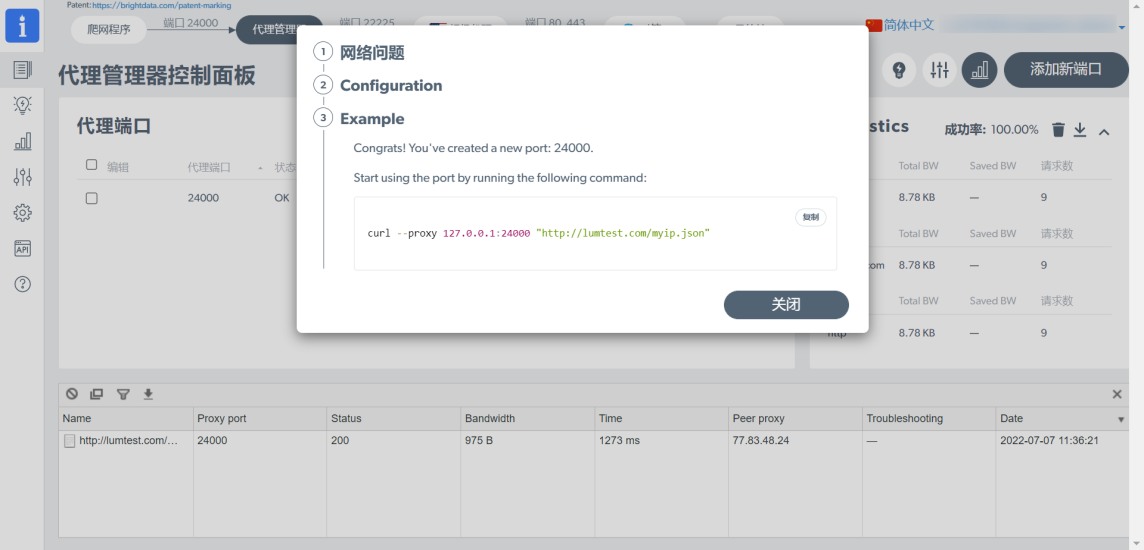 Patent:https://brightdata.com/patent-marking
爬网程序
端口 24000
代理管理
端口 22225
端口 80, 443
简体中文
代理管理器控制面板
添加新端口
1 网络问题
2 Configuration
3 Example
Congrats! You've created a new port: 24000.
Start using the port by running the following command:
复制
curl --proxy 127.0.0.1:24000 "http://lumtest.com/myip.json"
关闭
代理端口
编辑 代理端口 状态
24000 OK
stics 成功率: 100.00%
Total BW Saved BW 请求数
8.78 KB — 9
Total BW Saved BW 请求数
com 8.78 KB — 9
Total BW Saved BW 请求数
http 8.78 KB — 9
API
Name Proxy port Status Bandwidth Time Peer proxy Troubleshooting Date
http://lumtest.com/... 24000 200 975 B 1273 ms 77.83.48.24 — 2022-07-07 11:36:21